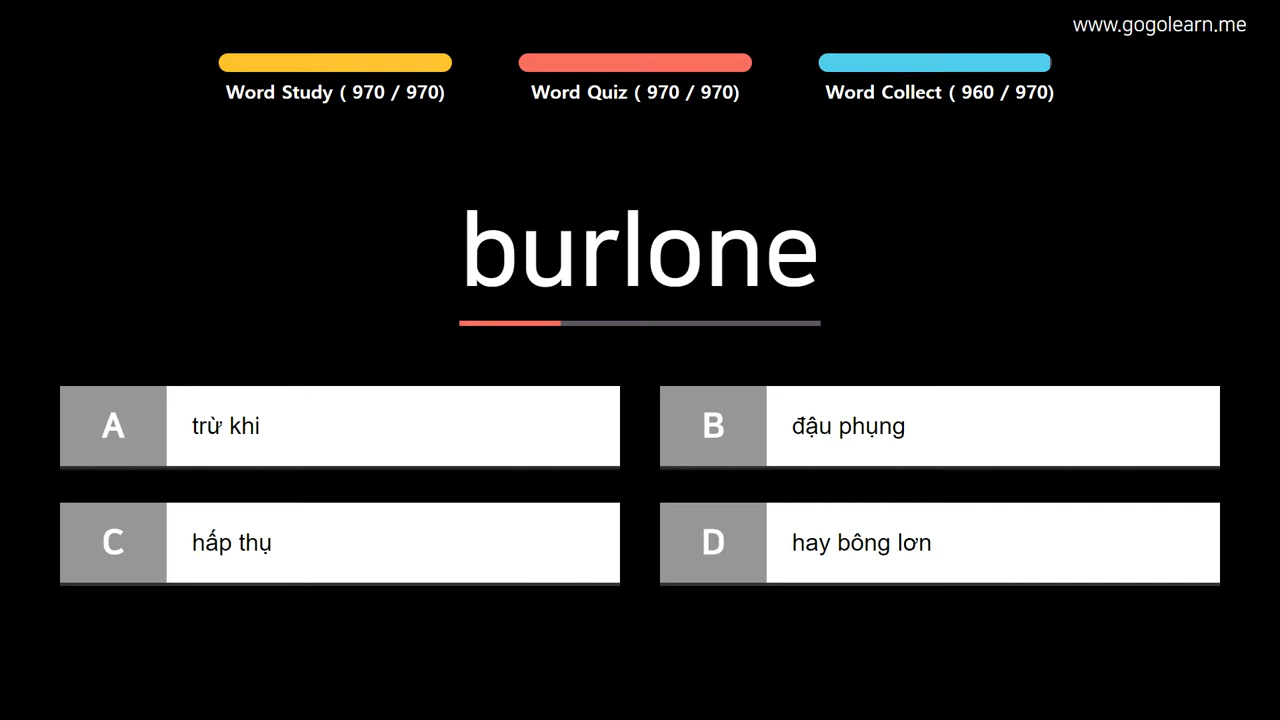 www.gogolearn.me
Word Study ( 970 / 970)
Word Quiz ( 970 / 970)
Word Collect ( 960 / 970)
burlone
A
trừ khi
B
đậu phụng
C
hấp thụ
D
hay bông lơn